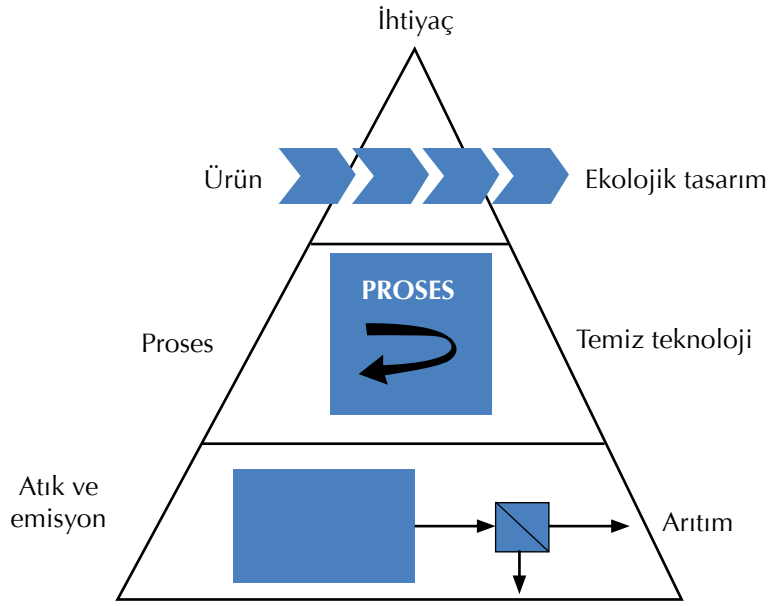 İhtiyaç
Ürün
Ekolojik tasarım
PROSES
Proses
Temiz teknoloji
Atık ve
emisyon
Arıtım